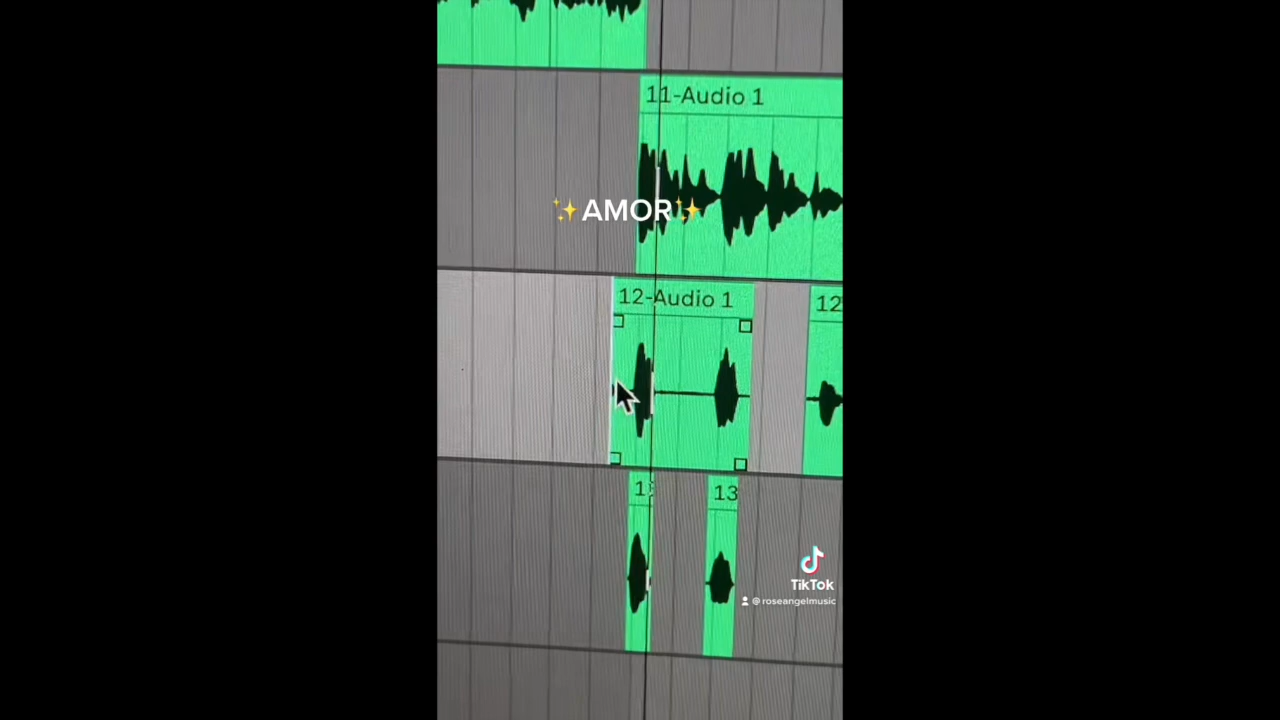 11-Audio 1
✨AMOR✨
12-Audio 1
12
13
TikTok
@roseangelmusic